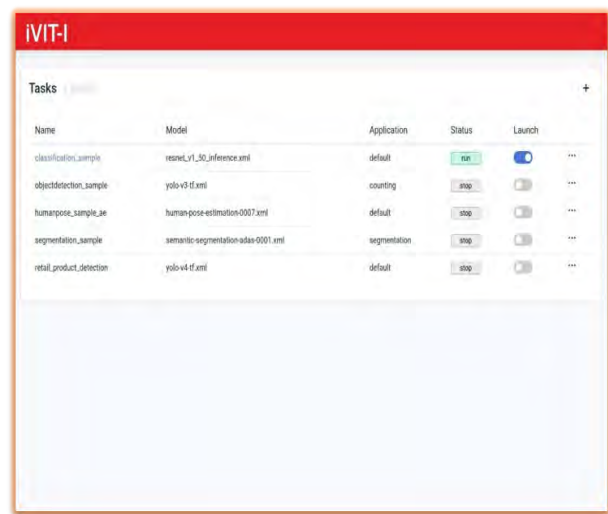 iVIT-I
Tasks
+
Name Model Application Status Launch
classification_sample resnet_v1_50_inference.xml default run ...
objectdetection_sample yolo-v3-tf.xml counting stop ...
humanpose_sample_ae human-pose-estimation-0007.xml default stop ...
segmentation_sample semantic-segmentation-adas-0001.xml segmentation stop ...
retail_product_detection yolo-v4-tf.xml default stop ...